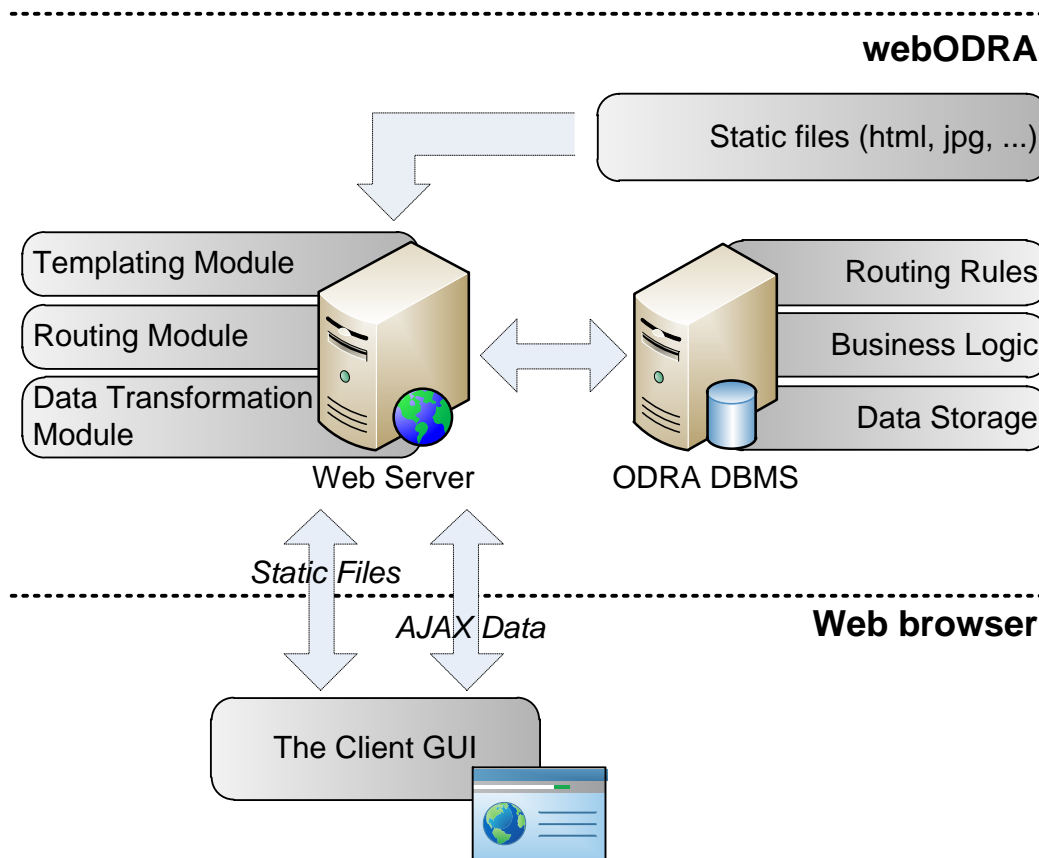 webODRA
Static files (html, jpg, ...)
Templating Module
Routing Module
Data Transformation
Module
Web Server
Routing Rules
Business Logic
Data Storage
ODRA DBMS
Static Files
AJAX Data
Web browser
The Client GUI